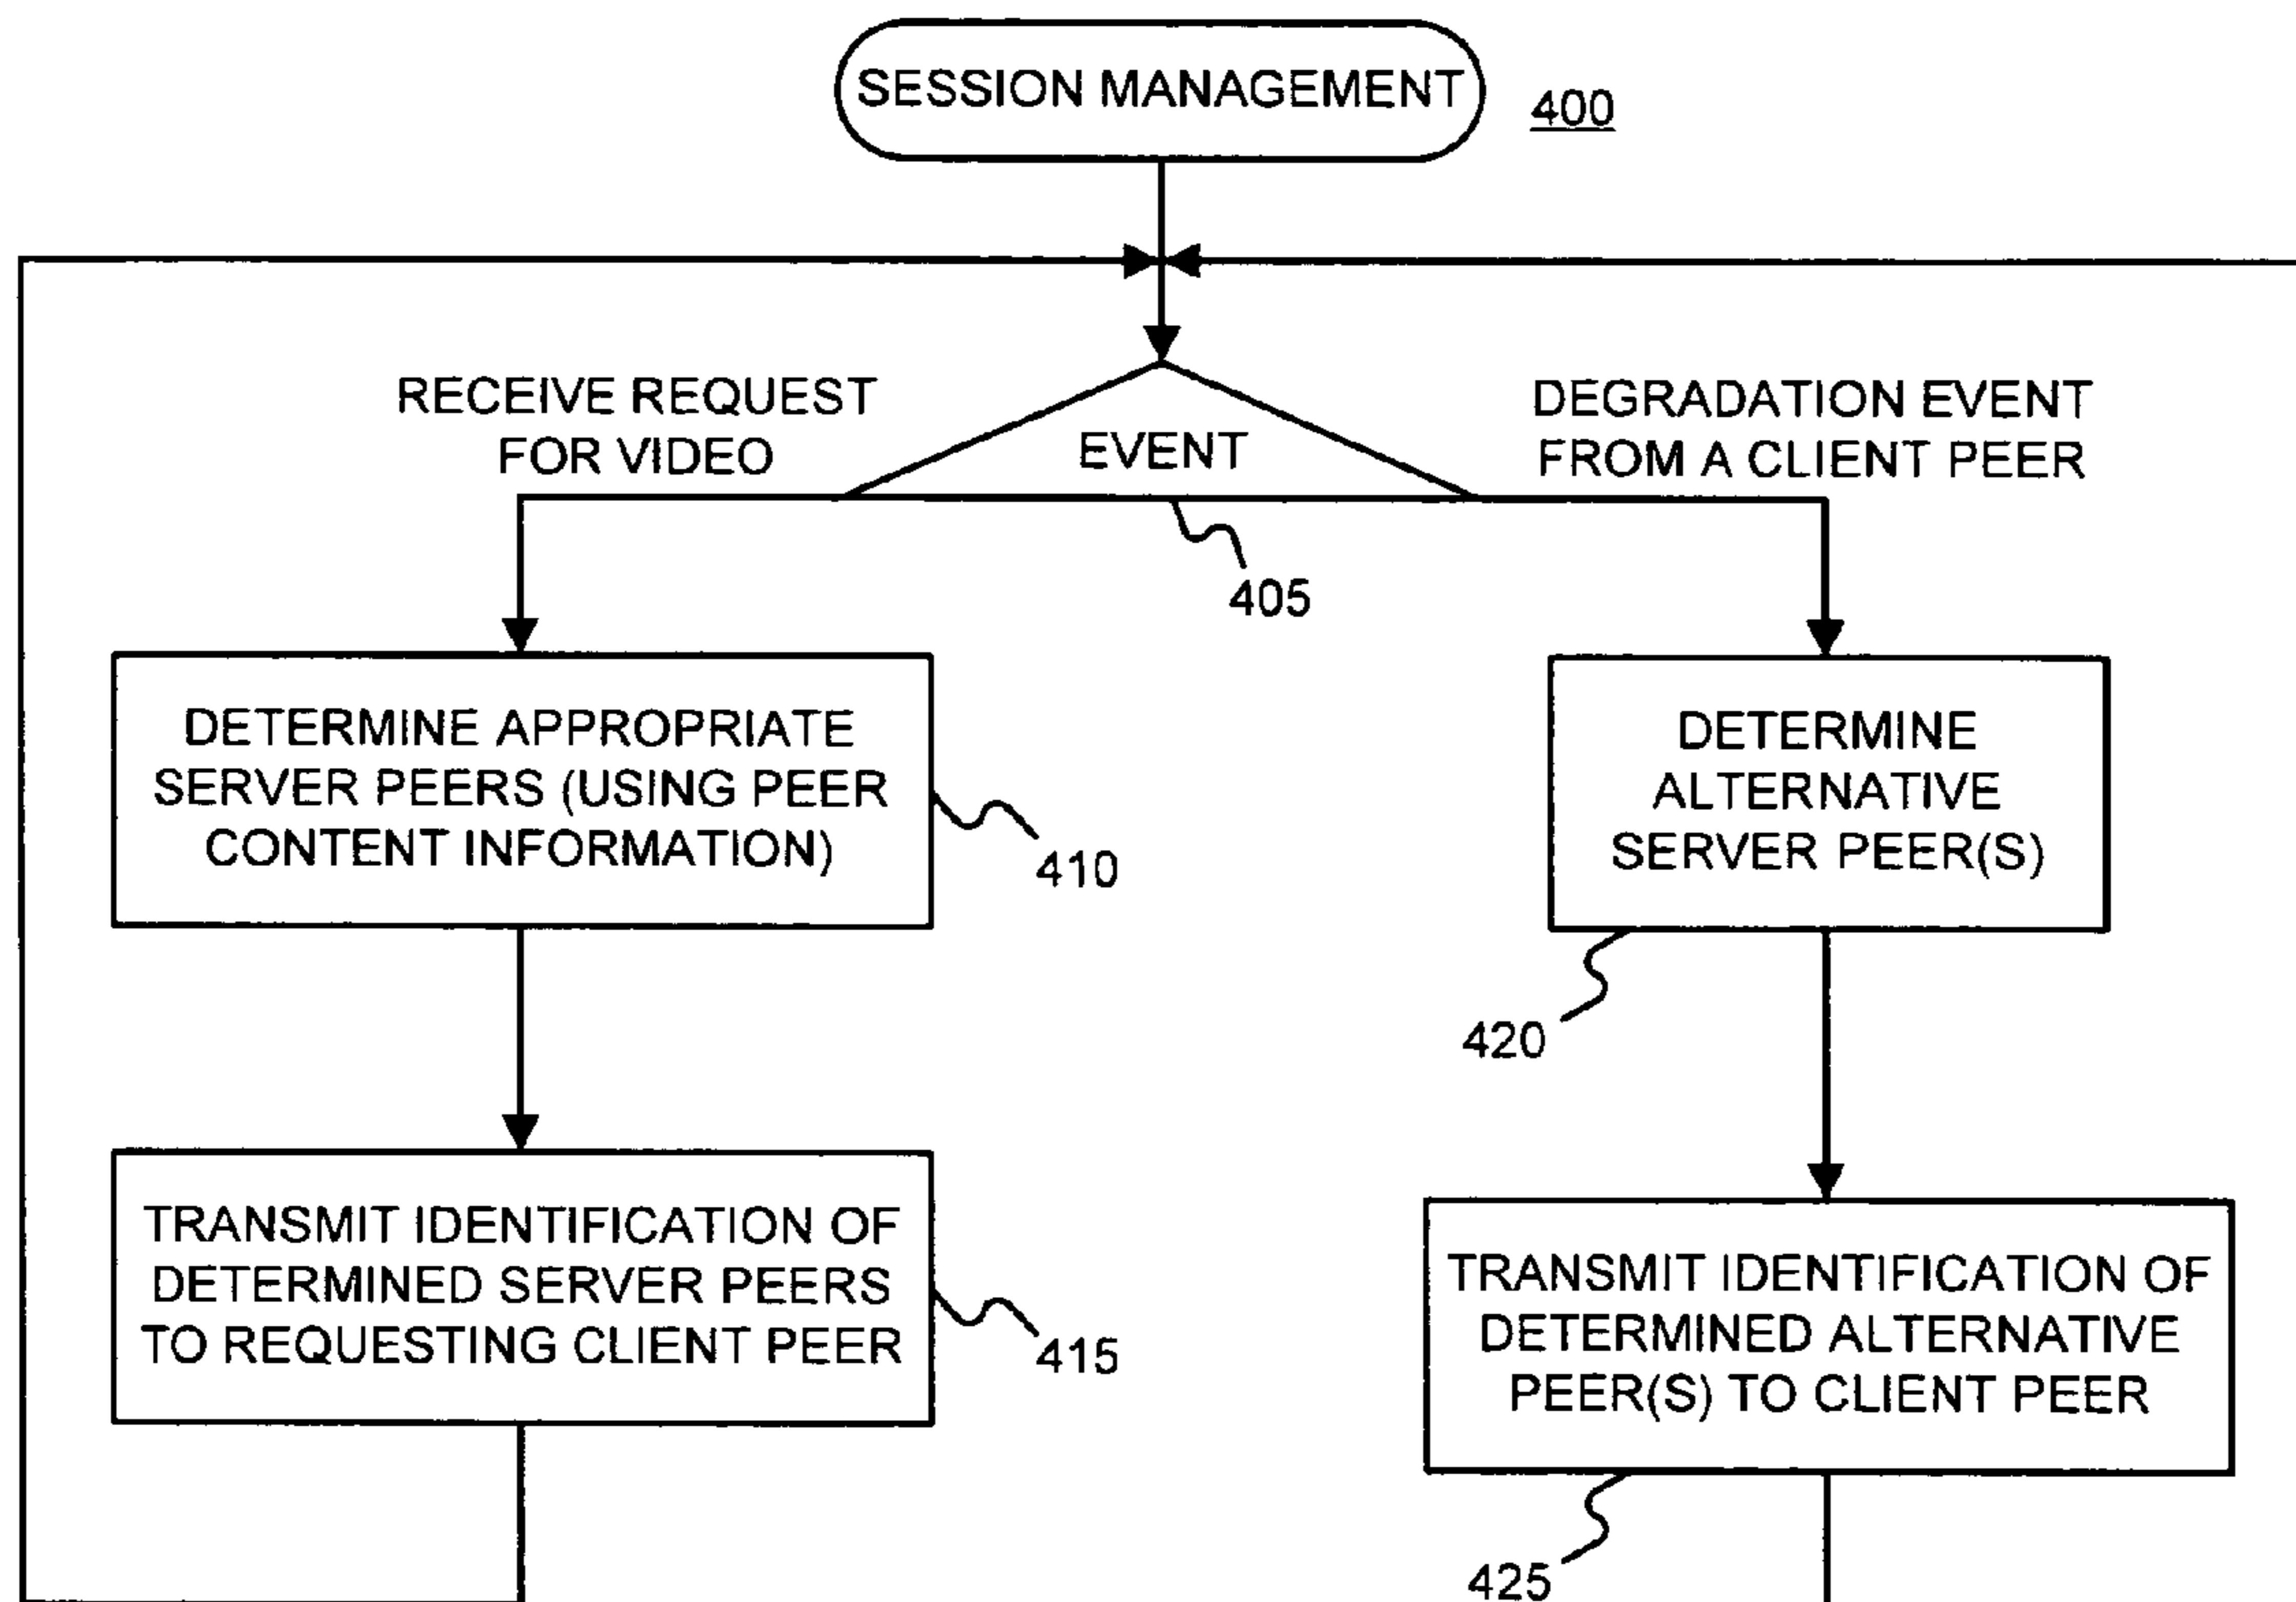 SESSION MANAGEMENT
400
RECEIVE REQUEST
FOR VIDEO
EVENT
DEGRADATION EVENT
FROM A CLIENT PEER
405
DETERMINE APPROPRIATE
SERVER PEERS (USING PEER
CONTENT INFORMATION)
410
DETERMINE
ALTERNATIVE
SERVER PEER(S)
420
TRANSMIT IDENTIFICATION OF
DETERMINED SERVER PEERS
TO REQUESTING CLIENT PEER
415
TRANSMIT IDENTIFICATION OF
DETERMINED ALTERNATIVE
PEER(S) TO CLIENT PEER
425